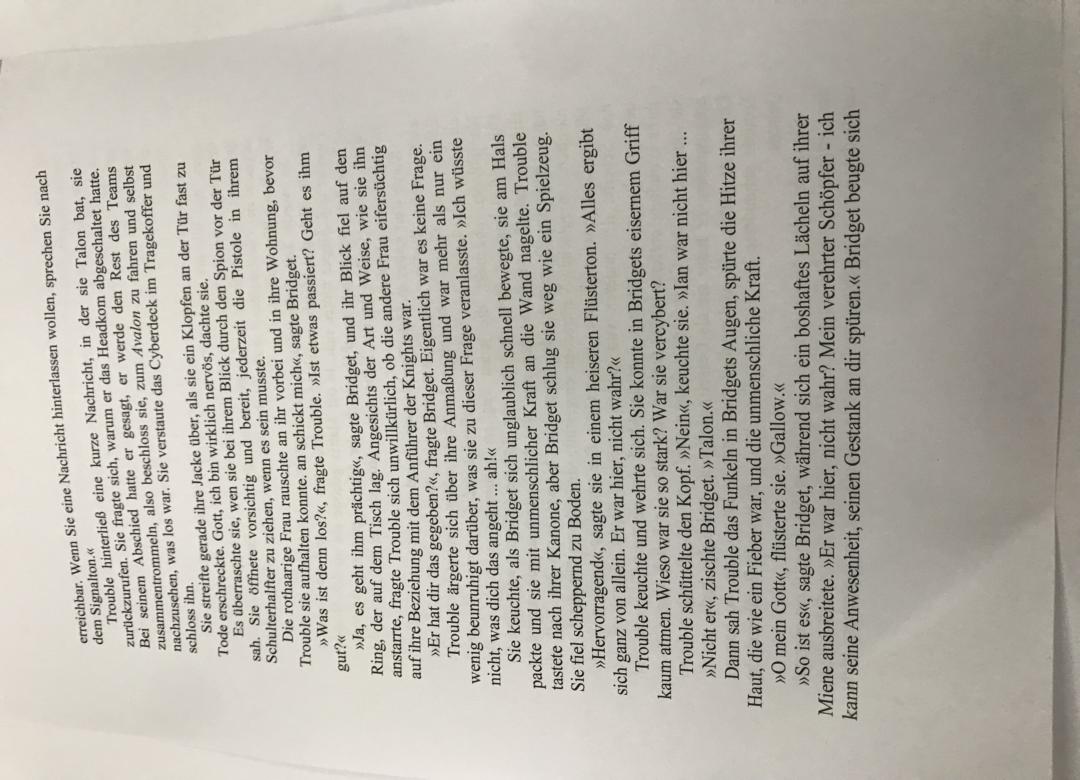 erreichbar. Wenn Sie eine Nachricht hinterlassen wollen, sprechen Sie nach
dem Signalton.«
Trouble hinterließ eine kurze Nachricht, in der sie Talon bat, sie
zurückzurufen. Sie fragte sich, warum er das Headkom abgeschaltet hatte.
Bei seinem Abschied hatte er gesagt, er werde den Rest des Teams
zusammentrommeln, also beschloss sie, zum Avalon zu fahren und selbst
nachzusehen, was los war. Sie verstaute das Cyberdeck im Tragekoffer und
schloss ihn.
Sie streifte gerade ihre Jacke über, als sie ein Klopfen an der Tür fast zu
Tode erschreckte. Gott, ich bin wirklich nervös, dachte sie.
Es überraschte sie, wen sie bei ihrem Blick durch den Spion vor der Tür
sah. Sie öffnete vorsichtig und bereit, jederzeit die Pistole in ihrem
Schulterhalfter zu ziehen, wenn es sein musste.
Die rothaarige Frau rauschte an ihr vorbei und in ihre Wohnung, bevor
Trouble sie aufhalten konnte. an schickt mich«, sagte Bridget.
»Was ist denn los?«, fragte Trouble. »Ist etwas passiert? Geht es ihm
gut?«
»Ja, es geht ihm prächtig«, sagte Bridget, und ihr Blick fiel auf den
Ring, der auf dem Tisch lag. Angesichts der Art und Weise, wie sie ihn
anstarrte, fragte Trouble sich unwillkürlich, ob die andere Frau eifersüchtig
auf ihre Beziehung mit dem Anführer der Knights war.
»Er hat dir das gegeben?«, fragte Bridget. Eigentlich war es keine Frage.
Trouble ärgerte sich über ihre Anmaßung und war mehr als nur ein
wenig beunruhigt darüber, was sie zu dieser Frage veranlasste. »Ich wüsste
nicht, was dich das angeht ... ah!«
Sie keuchte, als Bridget sich unglaublich schnell bewegte, sie am Hals
packte und sie mit unmenschlicher Kraft an die Wand nagelte. Trouble
tastete nach ihrer Kanone, aber Bridget schlug sie weg wie ein Spielzeug.
Sie fiel scheppernd zu Boden.
»Hervorragend«, sagte sie in einem heiseren Flüsterton. »Alles ergibt
sich ganz von allein. Er war hier, nicht wahr?«
Trouble keuchte und wehrte sich. Sie konnte in Bridgets eisernem Griff
kaum atmen. Wieso war sie so stark? War sie vercybert?
Trouble schüttelte den Kopf. »Nein«, keuchte sie. »Ian war nicht hier ...
»Nicht er«, zischte Bridget. »Talon.«
Dann sah Trouble das Funkeln in Bridgets Augen, spürte die Hitze ihrer
Haut, die wie ein Fieber war, und die unmenschliche Kraft.
»O mein Gott«, flüsterte sie. »Gallow.«
»So ist es«, sagte Bridget, während sich ein boshaftes Lächeln auf ihrer
Miene ausbreitete. »Er war hier, nicht wahr? Mein verehrter Schöpfer - ich
kann seine Anwesenheit, seinen Gestank an dir spüren.« Bridget beugte sich